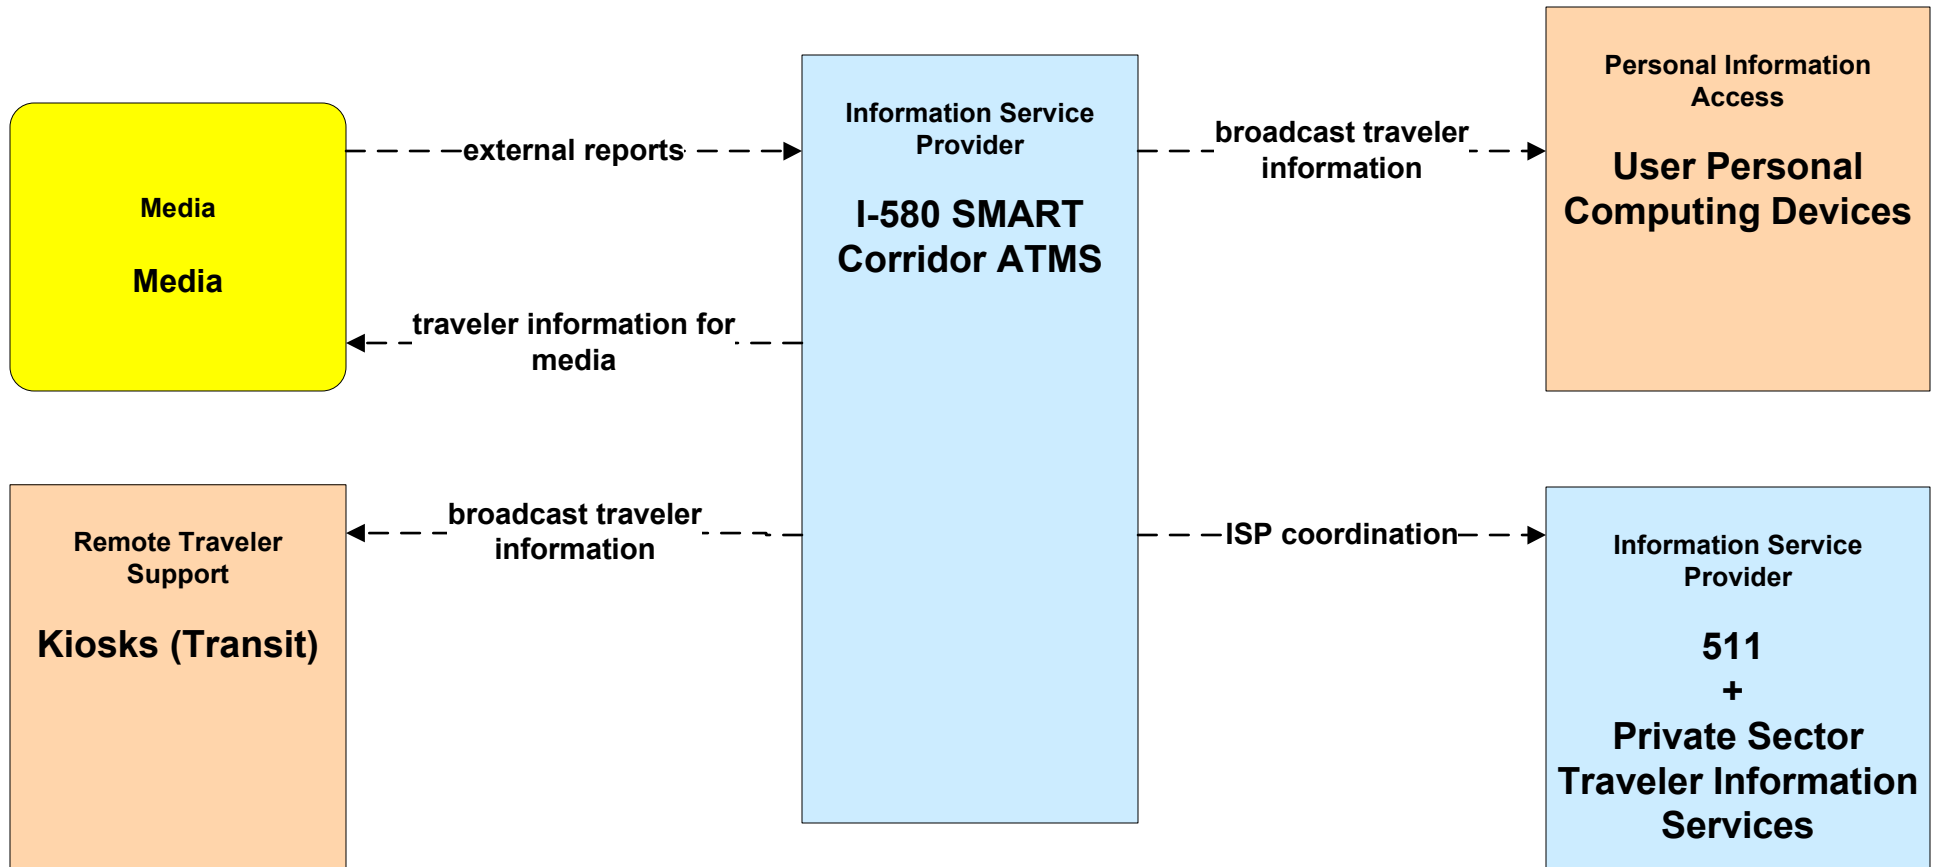 Media
Media
external reports
traveler information for
media
Information Service
Provider
I-580 SMART
Corridor ATMS
broadcast traveler
information
Personal Information
Access
User Personal
Computing Devices
Remote Traveler
Support
Kiosks (Transit)
broadcast traveler
information
ISP coordination
Information Service
Provider
511
+
Private Sector
Traveler Information
Services